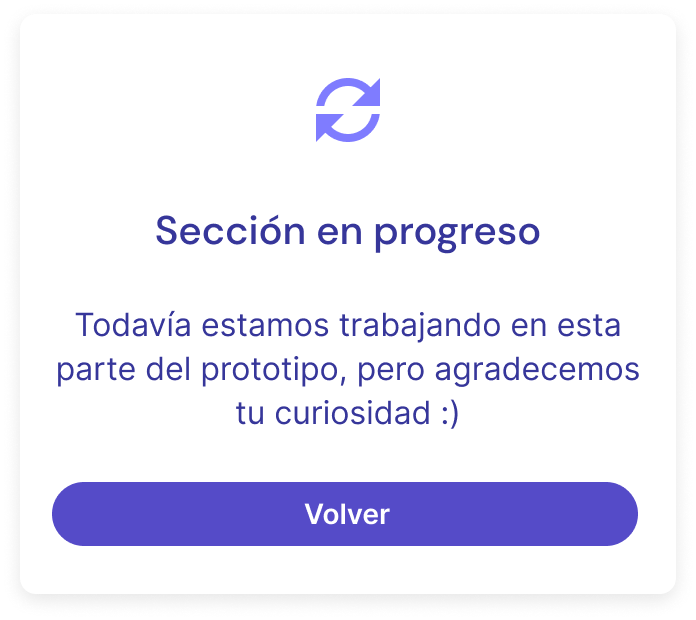 Sección en progreso
Todavía estamos trabajando en esta
parte del prototipo, pero agradecemos
tu curiosidad :)
Volver